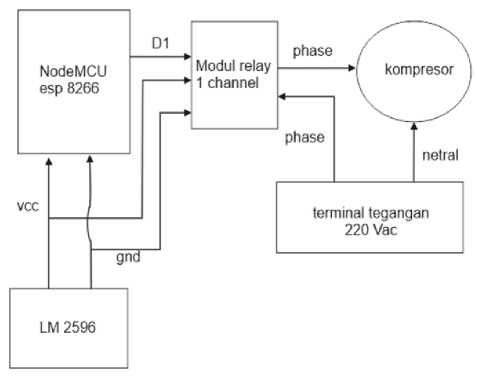 NodeMCU
esp 8266
D1
Modul relay
1 channel
phase
kompresor
phase
netral
vcc
gnd
terminal tegangan
220 Vac
LM 2596